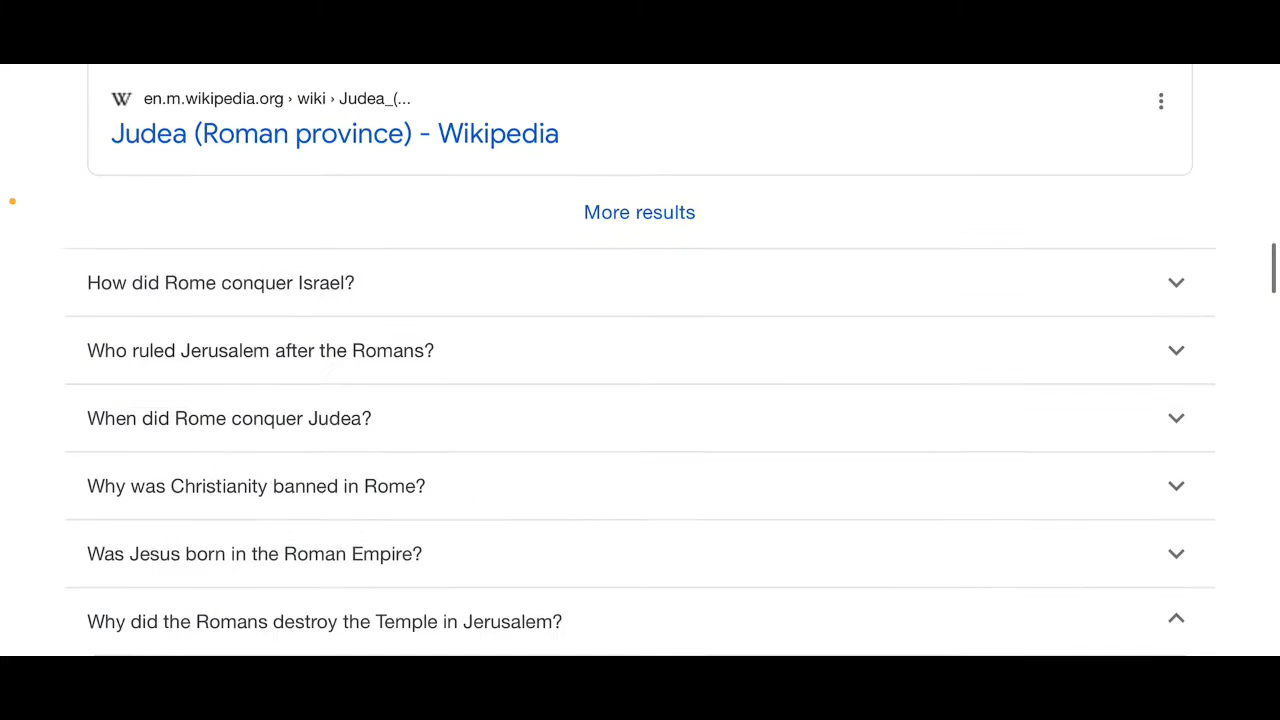 en.m.wikipedia.org › wiki › Judea_(...
Judea (Roman province) - Wikipedia
More results
How did Rome conquer Israel?
Who ruled Jerusalem after the Romans?
When did Rome conquer Judea?
Why was Christianity banned in Rome?
Was Jesus born in the Roman Empire?
Why did the Romans destroy the Temple in Jerusalem?